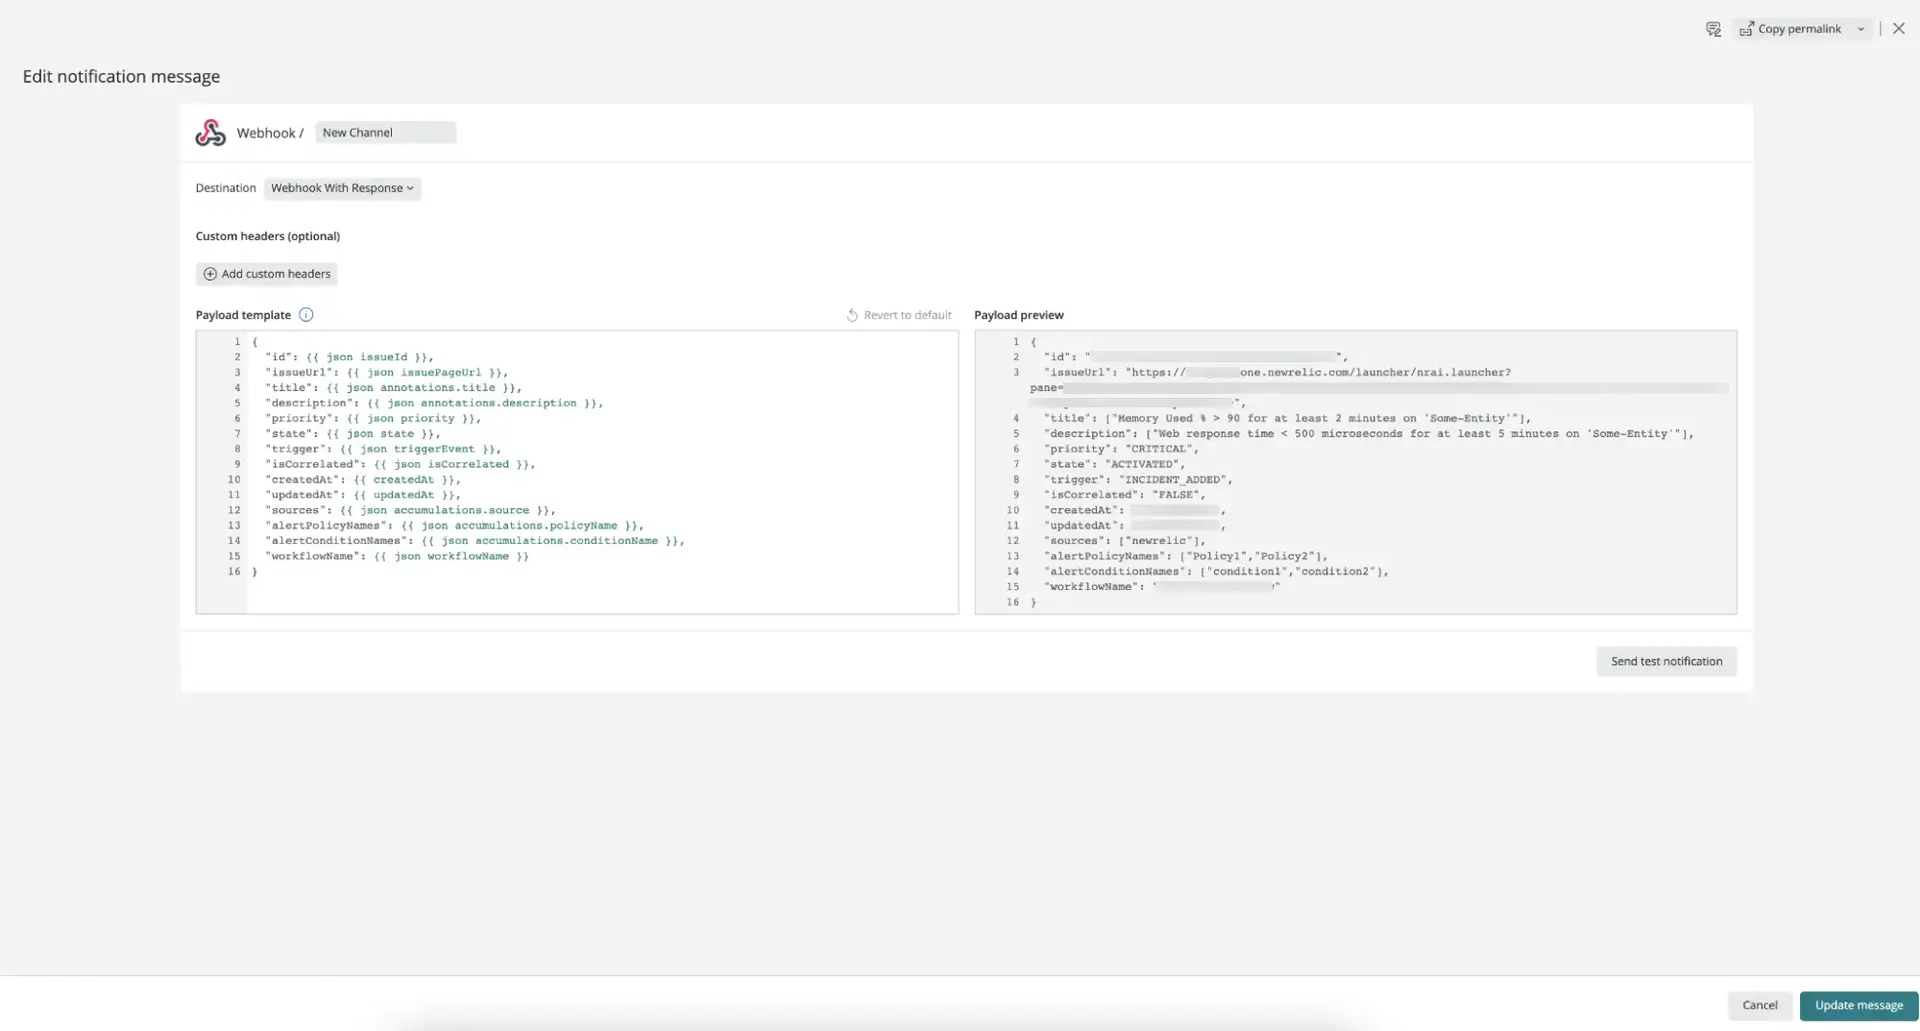 Copy permalink
Edit notification message
Webhook / New Channel
Destination Webhook With Response
Custom headers (optional)
Add custom headers
Payload template
Revert to default
1 {
2 "id": {{ json issueId }},
3 "issueUrl": {{ json issuePageUrl }},
4 "title": {{ json annotations.title }},
5 "description": {{ json annotations.description }},
6 "priority": {{ json priority }},
7 "state": {{ json state }},
8 "trigger": {{ json triggerEvent }},
9 "isCorrelated": {{ json isCorrelated }},
10 "createdAt": {{ createdAt }},
11 "updatedAt": {{ updatedAt }},
12 "sources": {{ json accumulations.source }},
13 "alertPolicyNames": {{ json accumulations.policyName }},
14 "alertConditionNames": {{ json accumulations.conditionName }},
15 "workflowName": {{ json workflowName }}
16 }
Payload preview
1 {
2 "id": " ",
3 "issueUrl": "https:// one.newrelic.com/launcher/nrai.launcher?
pane=
",
4 "title": ["Memory Used % > 90 for at least 2 minutes on 'Some-Entity'"],
5 "description": ["Web response time < 500 microseconds for at least 5 minutes on 'Some-Entity'"],
6 "priority": "CRITICAL",
7 "state": "ACTIVATED",
8 "trigger": "INCIDENT_ADDED",
9 "isCorrelated": "FALSE",
10 "createdAt": ,
11 "updatedAt": ,
12 "sources": ["newrelic"],
13 "alertPolicyNames": ["Policy1","Policy2"],
14 "alertConditionNames": ["condition1","condition2"],
15 "workflowName": " "
16 }
Send test notification
Cancel
Update message